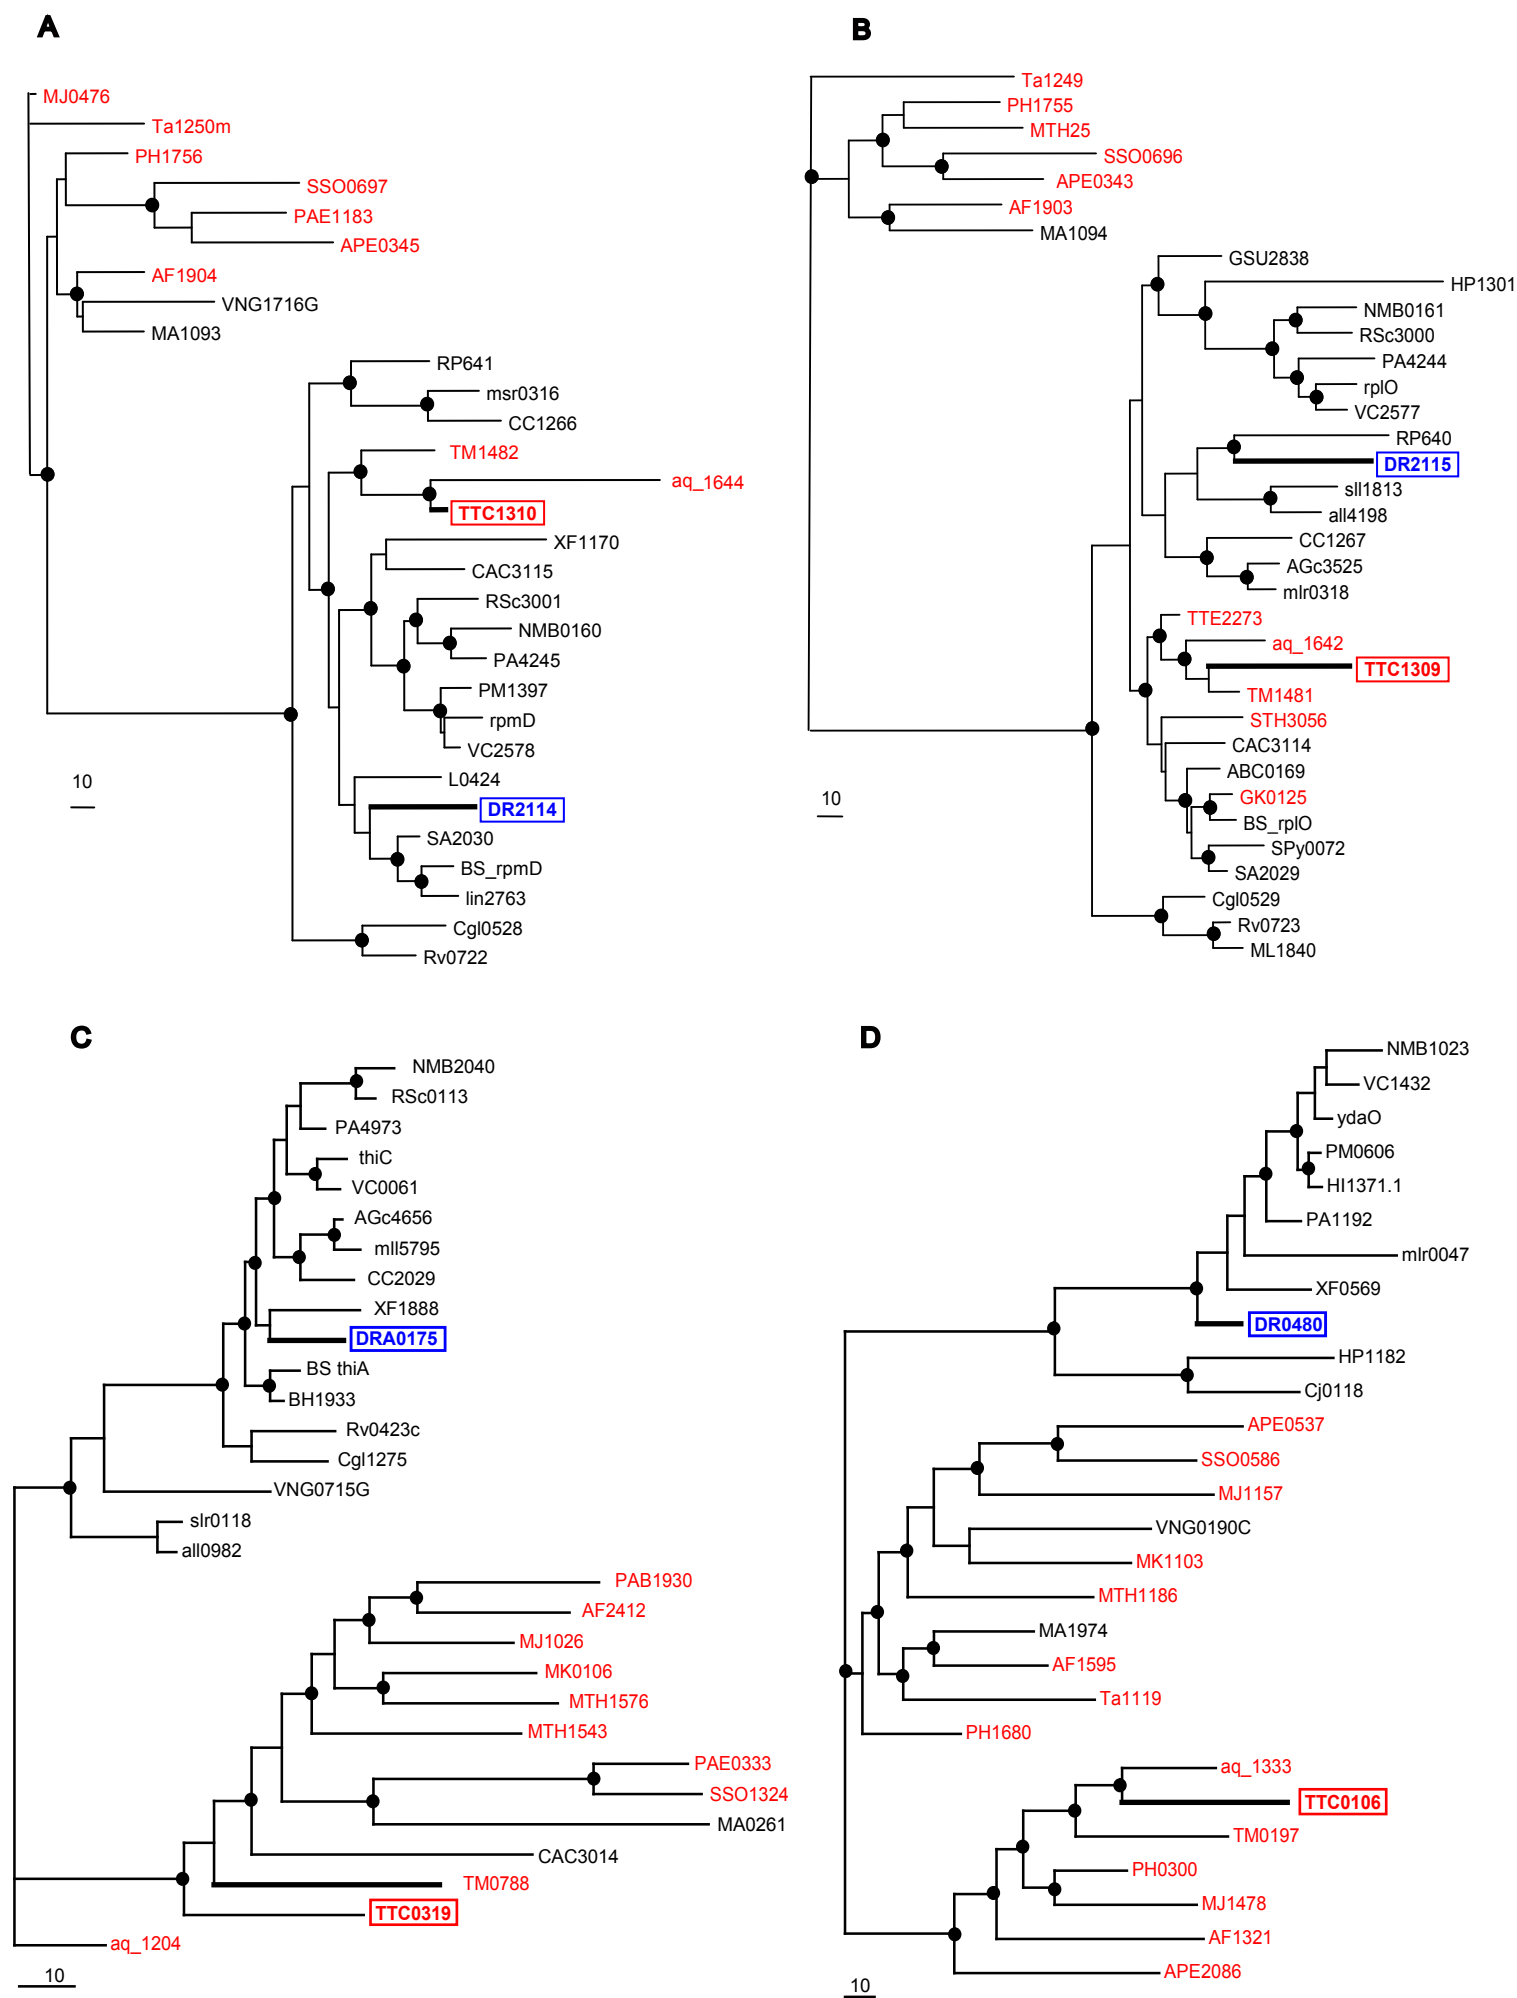 A
MJ0476
Ta1250m
PH1756
SSO0697
PAE1183
APE0345
AF1904
VNG1716G
MA1093
RP641
msr0316
CC1266
TM1482
aq_1644
TTC1310
XF1170
CAC3115
RSc3001
NMB0160
PA4245
PM1397
rpmD
VC2578
L0424
DR2114
SA2030
BS_rpmD
lin2763
Cgl0528
Rv0722
10
B
Ta1249
PH1755
MTH25
SSO0696
APE0343
AF1903
MA1094
GSU2838
HP1301
NMB0161
RSc3000
PA4244
rplO
VC2577
RP640
DR2115
sll1813
all4198
CC1267
AGc3525
mlr0318
TTE2273
aq_1642
TTC1309
TM1481
STH3056
CAC3114
ABC0169
GK0125
BS_rplO
SPy0072
SA2029
Cgl0529
Rv0723
ML1840
10
C
NMB2040
RSc0113
PA4973
thiC
VC0061
AGc4656
mll5795
CC2029
XF1888
DRA0175
BS thiA
BH1933
Rv0423c
Cgl1275
VNG0715G
slr0118
all0982
PAB1930
AF2412
MJ1026
MK0106
MTH1576
MTH1543
PAE0333
SSO1324
MA0261
CAC3014
TM0788
TTC0319
aq_1204
10
D
NMB1023
VC1432
ydaO
PM0606
HI1371.1
PA1192
mlr0047
XF0569
DR0480
HP1182
Cj0118
APE0537
SSO0586
MJ1157
VNG0190C
MK1103
MTH1186
MA1974
AF1595
Ta1119
PH1680
aq_1333
TTC0106
TM0197
PH0300
MJ1478
AF1321
APE2086
10